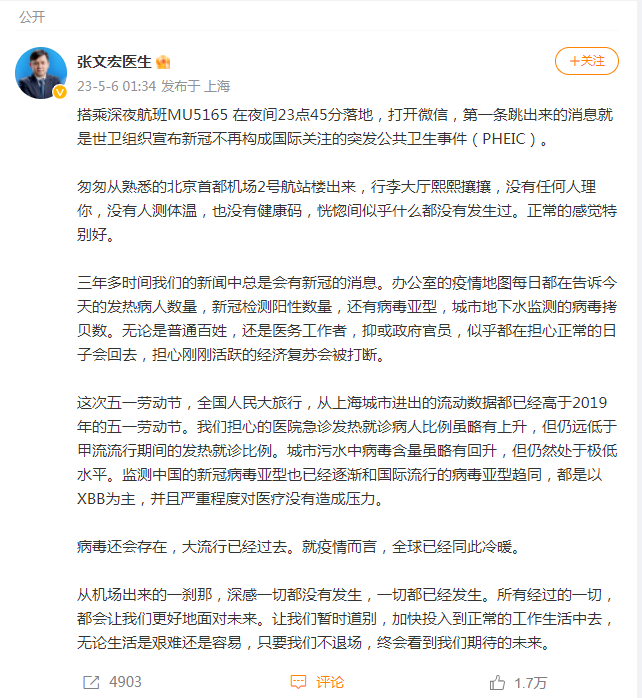 公开
张文宏医生
+关注
23-5-6 01:34 发布于 上海
搭乘深夜航班MU5165 在夜间23点45分落地，打开微信，第一条跳出来的消息就
是世卫组织宣布新冠不再构成国际关注的突发公共卫生事件（PHEIC）。
匆匆从熟悉的北京首都机场2号航站楼出来，行李大厅熙熙攘攘，没有任何人理
你，没有人测体温，也没有健康码，恍惚间似乎什么都没有发生过。正常的感觉特
别好。
三年多时间我们的新闻中总是会有新冠的消息。办公室的疫情地图每日都在告诉今
天的发热病人数量，新冠检测阳性数量，还有病毒亚型，城市地下水监测的病毒拷
贝数。无论是普通百姓，还是医务工作者，抑或政府官员，似乎都在担心正常的日
子会回去，担心刚刚活跃的经济复苏会被打断。
这次五一劳动节，全国人民大旅行，从上海城市进出的流动数据都已经高于2019
年的五一劳动节。我们担心的医院急诊发热就诊病人比例虽略有上升，但仍远低于
甲流流行期间的发热就诊比例。城市污水中病毒含量虽略有回升，但仍然处于极低
水平。监测中国的新冠病毒亚型也已经逐渐和国际流行的病毒亚型趋同，都是以
XBB为主，并且严重程度对医疗没有造成压力。
病毒还会存在，大流行已经过去。就疫情而言，全球已经同此冷暖。
从机场出来的一刹那，深感一切都没有发生，一切都已经发生。所有经过的一切，
都会让我们更好地面对未来。让我们暂时道别，加快投入到正常的工作生活中去，
无论生活是艰难还是容易，只要我们不退场，终会看到我们期待的未来。
4903
评论
1.7万